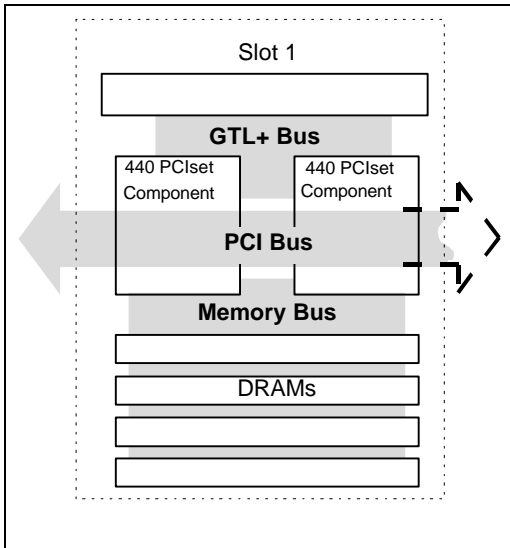 Slot 1
GTL+ Bus
440 PCIset
Component
440 PCIset
Component
PCI Bus
Memory Bus
DRAMs